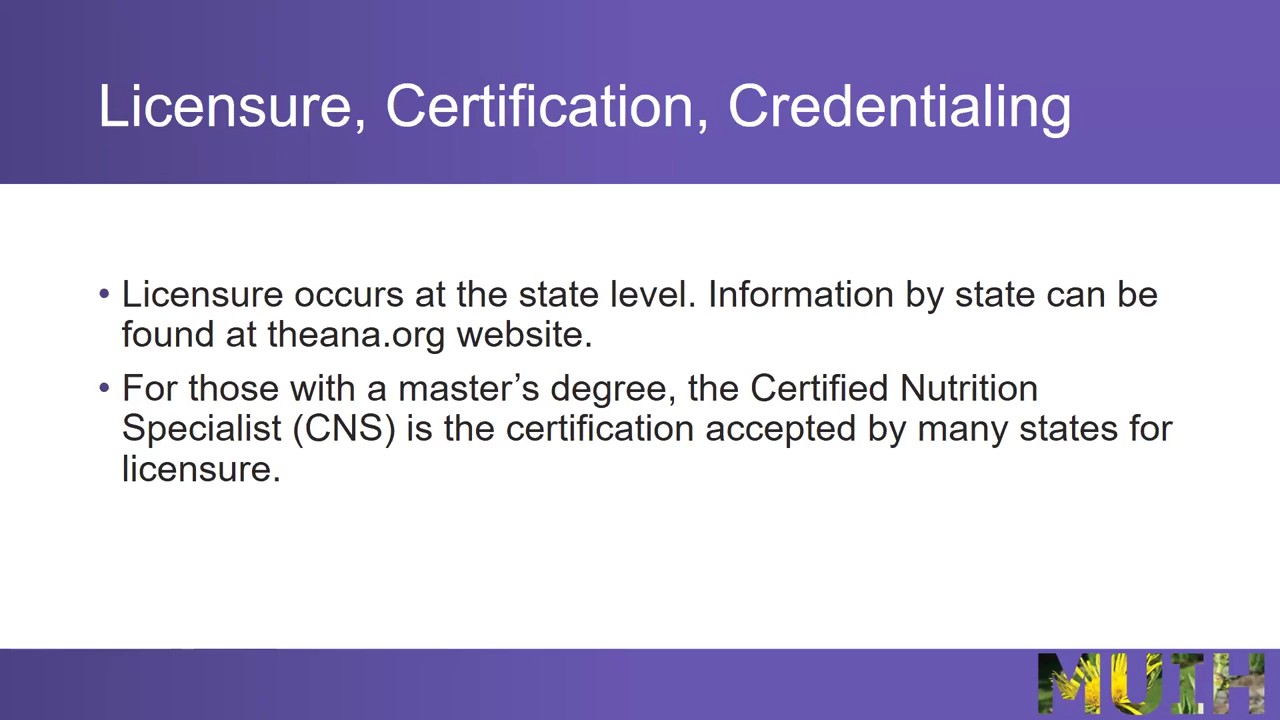 Licensure, Certification, Credentialing
• Licensure occurs at the state level. Information by state can be
found at theana.org website.
• For those with a master’s degree, the Certified Nutrition
Specialist (CNS) is the certification accepted by many states for
licensure.
MUIH